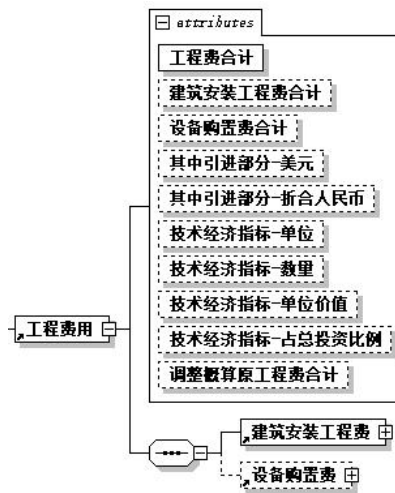 attributes
工程费合计
建筑安装工程费合计
设备购置费合计
其中引进部分-美元
其中引进部分-折合人民币
技术经济指标-单位
技术经济指标-数量
技术经济指标-单位价值
技术经济指标-占总投资比例
调整概算原工程费合计
工程费用
建筑安装工程费
设备购置费